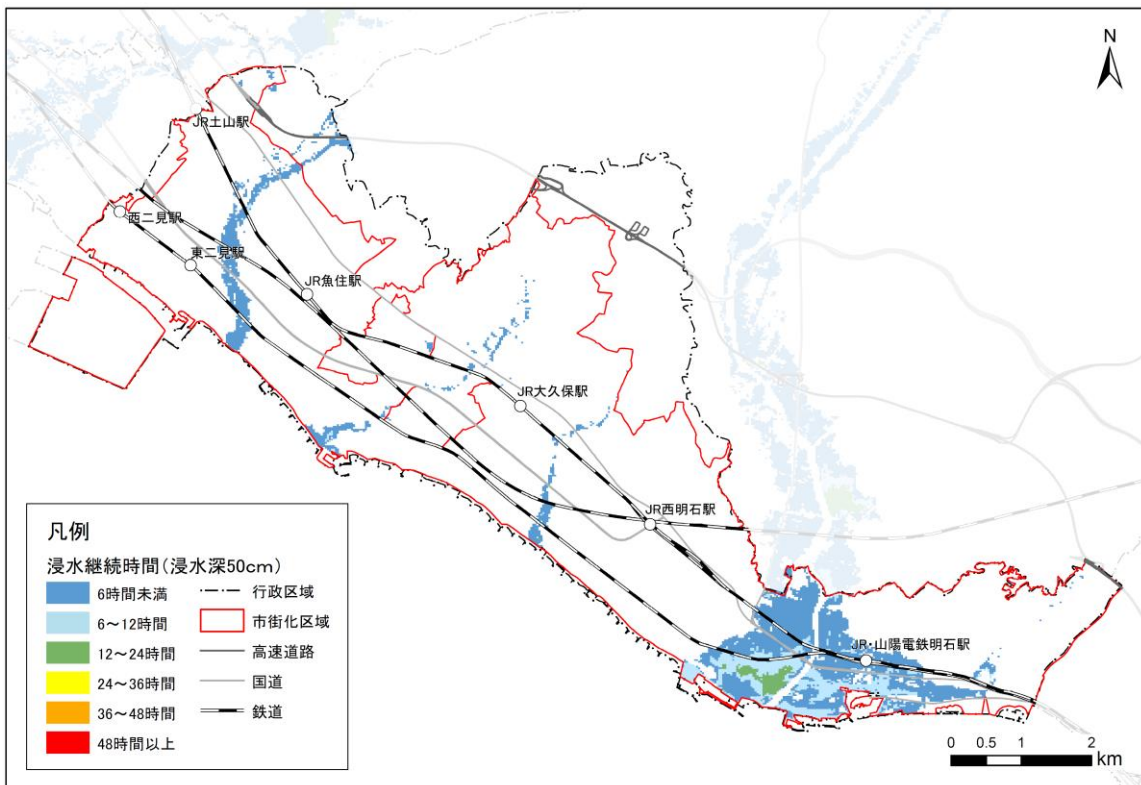 N
JR土山駅
西二見駅
東二見駅
JR魚住駅
JR大久保駅
JR西明石駅
JR・山陽電鉄明石駅
凡例
浸水継続時間(浸水深50cm)
6時間未満
6~12時間
12~24時間
24~36時間
36~48時間
48時間以上
行政区域
市街化区域
高速道路
国道
鉄道
0 0.5 1 2
km